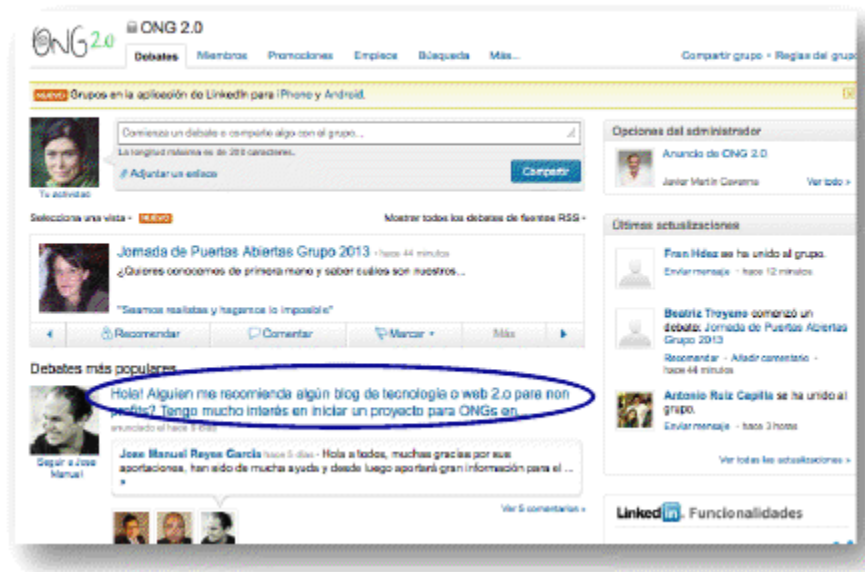 ONG 2.0
ONG 2.0
Debates Miembros Promociones Empleos Búsqueda Más...
Compartir grupo Reglas del grupo
NUEVO Grupos en la aplicación de LinkedIn para iPhone y Android.
Comienza un debate o comparte algo con el grupo...
La longitud máxima es de 200 caracteres.
Adjuntar un enlace
Compartir
Tu actividad
Selecciona una vista NUEVO
Mostrar todos los debates de fuentes RSS
Jornada de Puertas Abiertas Grupo 2013 - hace 44 minutos
¿Quieres conocernos de primera mano y saber cuáles son nuestros...
"Seamos realistas y hagamos lo imposible"
Recomendar Comentar Marcar Más
Debates más populares
Hola! Alguien me recomienda algún blog de tecnología o web 2.o para non
profits? Tengo mucho interés en iniciar un proyecto para ONGs en...
anunciado el hace 5 días
Seguir a Jose
Manuel
Jose Manuel Reyes García hace 5 días - Hola a todos, muchas gracias por sus
aportaciones, han sido de mucha ayuda y desde luego aportará gran información para el ...
»
Ver 5 comentarios »
Opciones del administrador
Anuncio de ONG 2.0
Javier Martín
Ver todo »
Últimas actualizaciones
Fran Hdez se ha unido al grupo.
Enviar mensaje - hace 12 minutos
Beatriz Troyano comenzó un
debate: Jornada de Puertas Abiertas
Grupo 2013
Recomendar - Añadir comentario -
hace 44 minutos
Antonio Ruiz Capilla se ha unido al
grupo.
Enviar mensaje - hace 3 horas
Ver todas las actualizaciones »
Linked in. Funcionalidades